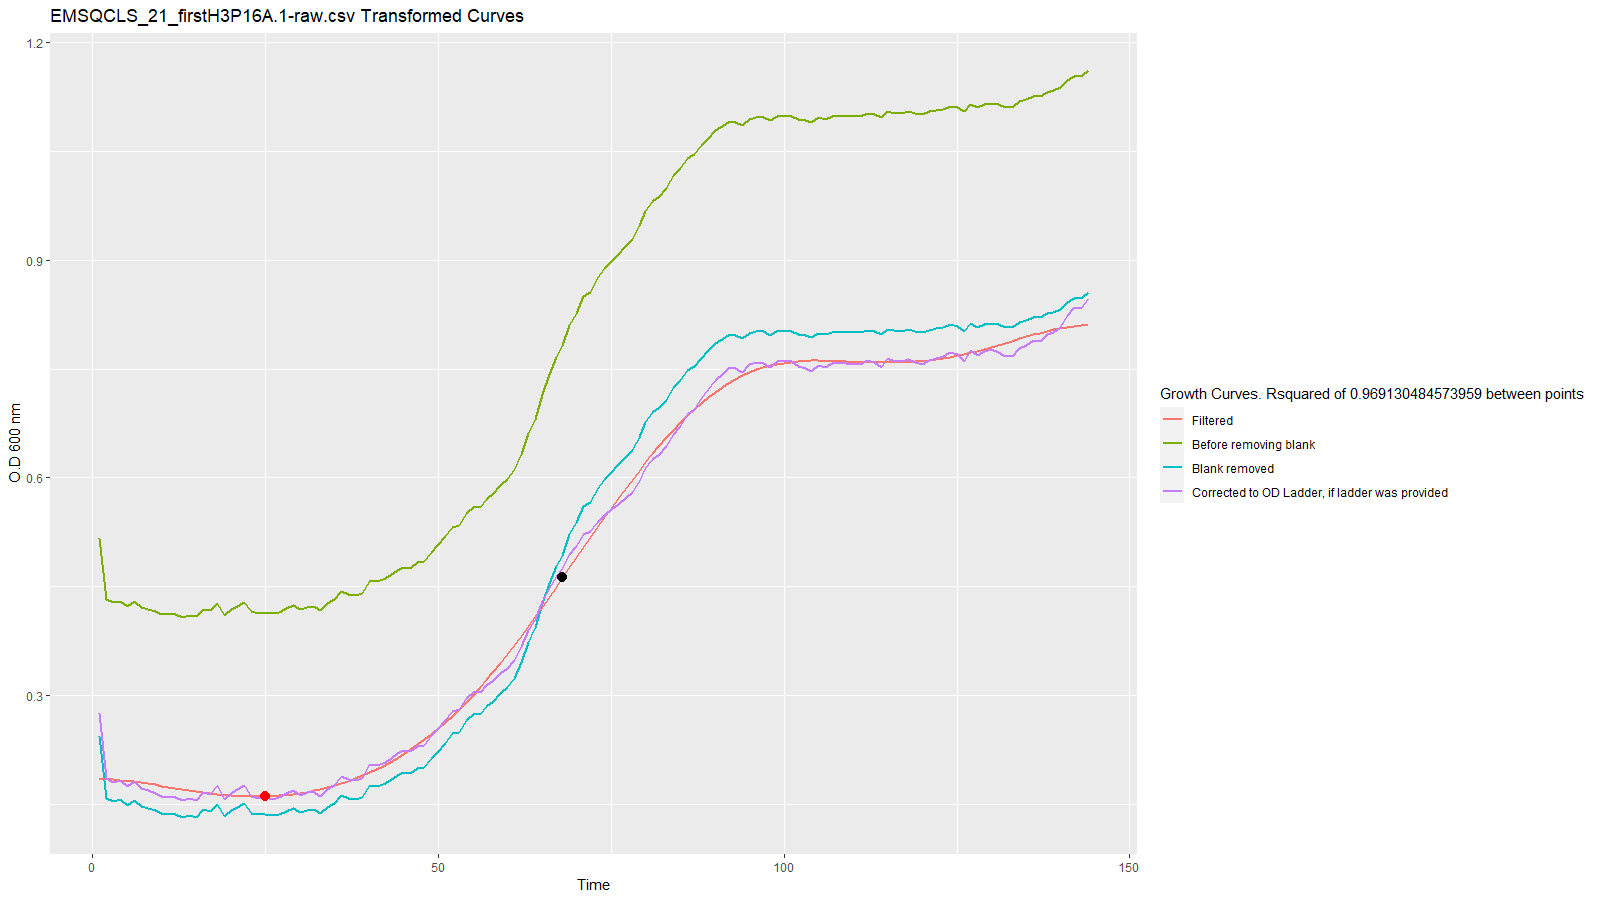 EMSQCLS_21_firstH3P16A.1-raw.csv Transformed Curves
1.2
0.9
0.6
0.3
O.D 600 nm
0
50
100
150
Time
Growth Curves. Rsquared of 0.969130484573959 between points
Filtered
Before removing blank
Blank removed
Corrected to OD Ladder, if ladder was provided